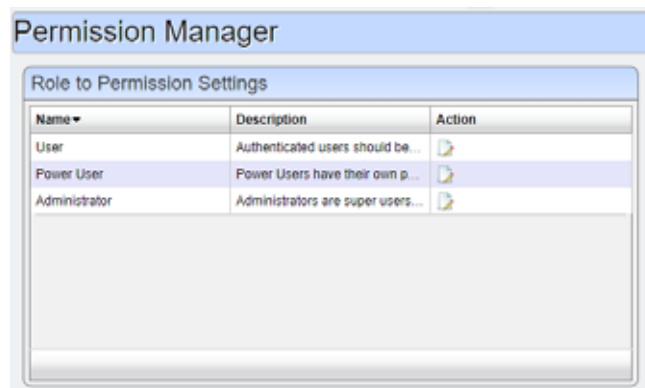 Permission Manager
Role to Permission Settings
Name Description Action
User Authenticated users should be...
Power User Power Users have their own p...
Administrator Administrators are super users...